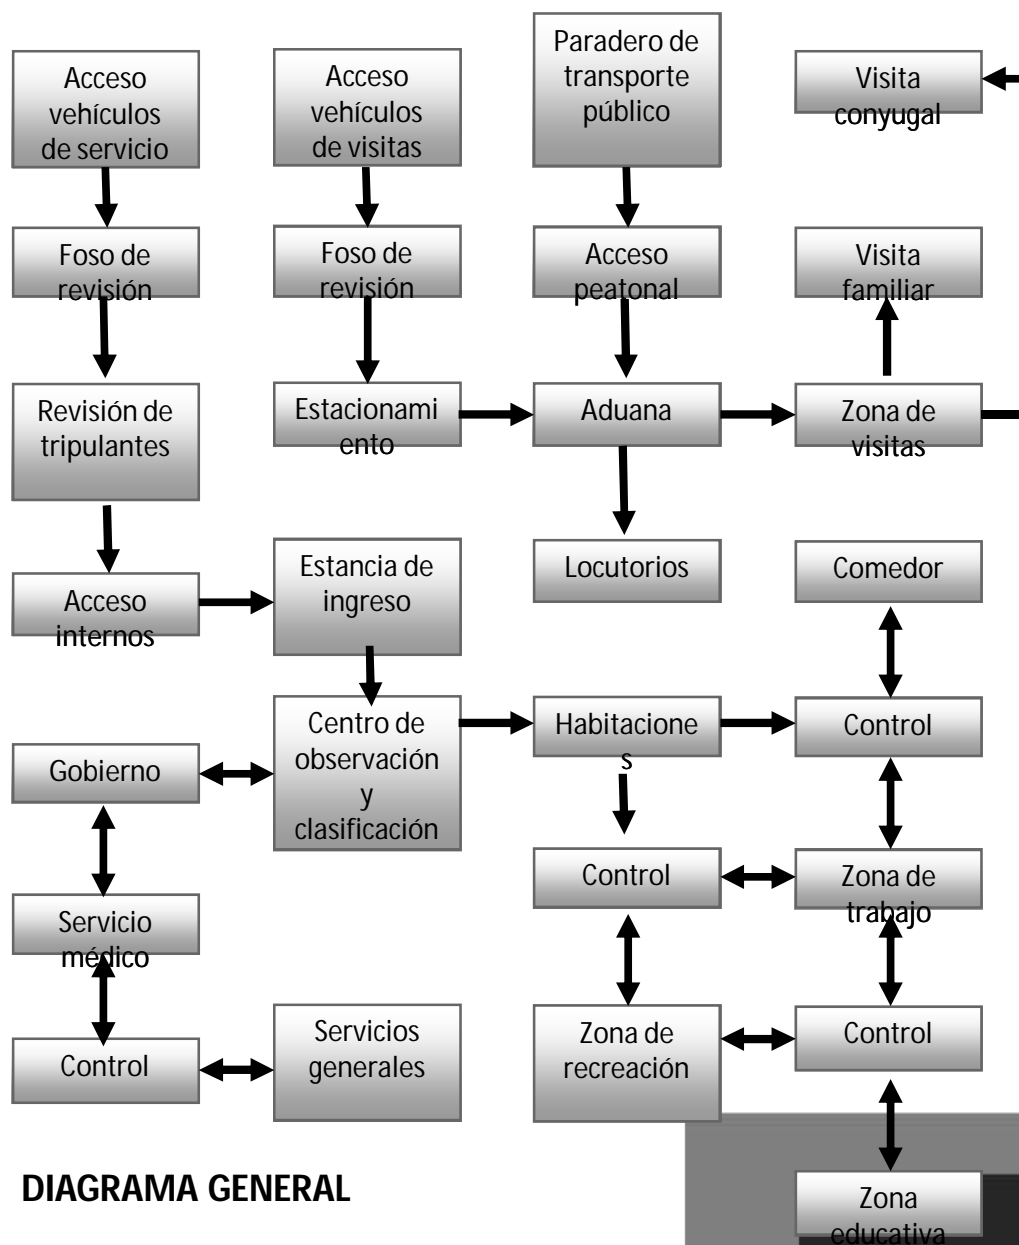 Acceso
vehículos
de servicio
Acceso
vehículos
de visitas
Paradero de
transporte
público
Visita
conyugal
Foso de
revisión
Foso de
revisión
Acceso
peatonal
Visita
familiar
Revisión de
tripulantes
Estacionami
ento
Aduana
Zona de
visitas
Acceso
internos
Estancia de
ingreso
Locutorios
Comedor
Gobierno
Centro de
observación
y
clasificación
Habitacione
s
Control
Servicio
médico
Control
Zona de
trabajo
Control
Servicios
generales
Zona de
recreación
Control
Zona
educativa
DIAGRAMA GENERAL